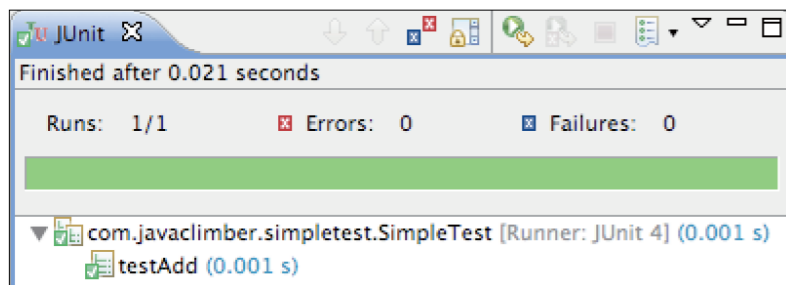 JUnit
Finished after 0.021 seconds
Runs: 1/1 Errors: 0 Failures: 0
com.javaclimber.simpletest.SimpleTest [Runner: JUnit 4] (0.001 s)
testAdd (0.001 s)